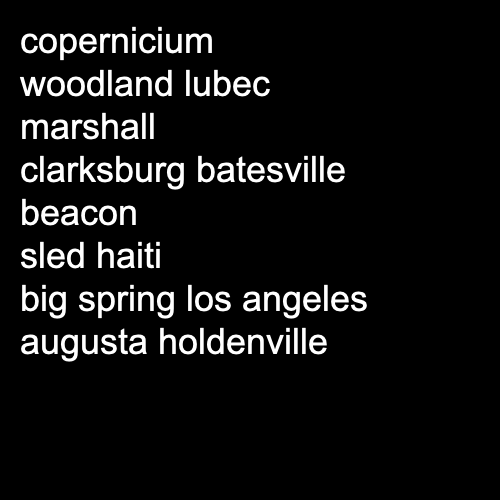 copernicium
woodland lubec
marshall
clarksburg batesville
beacon
sled haiti
big spring los angeles
augusta holdenville